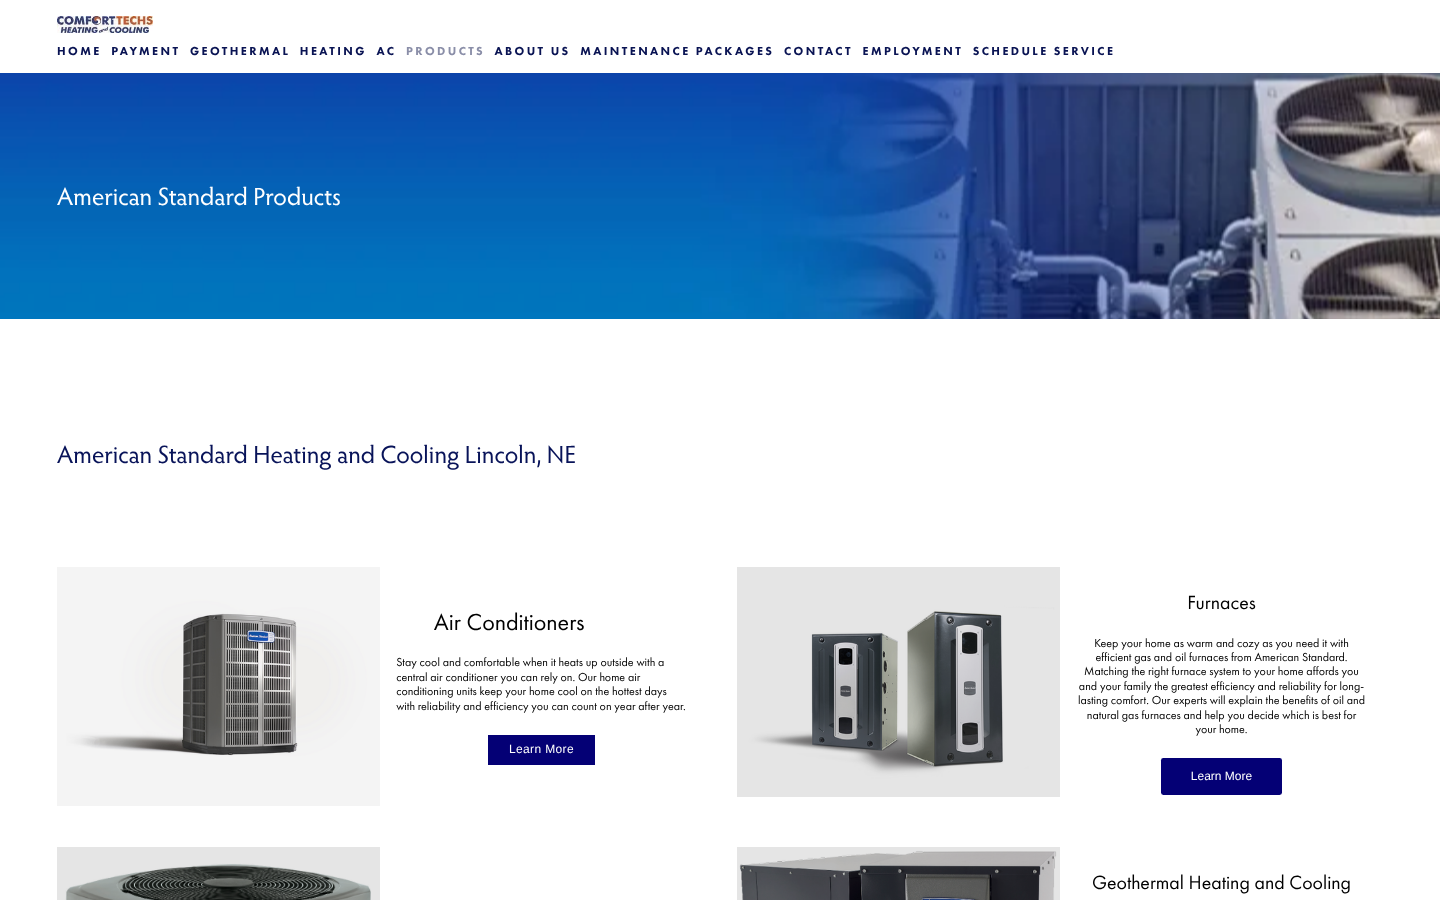 COMFORT TECHS
HEATING and COOLING
HOME PAYMENT GEOTHERMAL HEATING AC PRODUCTS ABOUT US MAINTENANCE PACKAGES CONTACT EMPLOYMENT SCHEDULE SERVICE
American Standard Products
American Standard Heating and Cooling Lincoln, NE
Air Conditioners
Stay cool and comfortable when it heats up outside with a
central air conditioner you can rely on. Our home air
conditioning units keep your home cool on the hottest days
with reliability and efficiency you can count on year after year.
Learn More
Furnaces
Keep your home as warm and cozy as you need it with
efficient gas and oil furnaces from American Standard.
Matching the right furnace system to your home affords you
and your family the greatest efficiency and reliability for long-
lasting comfort. Our experts will explain the benefits of oil and
natural gas furnaces and help you decide which is best for
your home.
Learn More
Geothermal Heating and Cooling